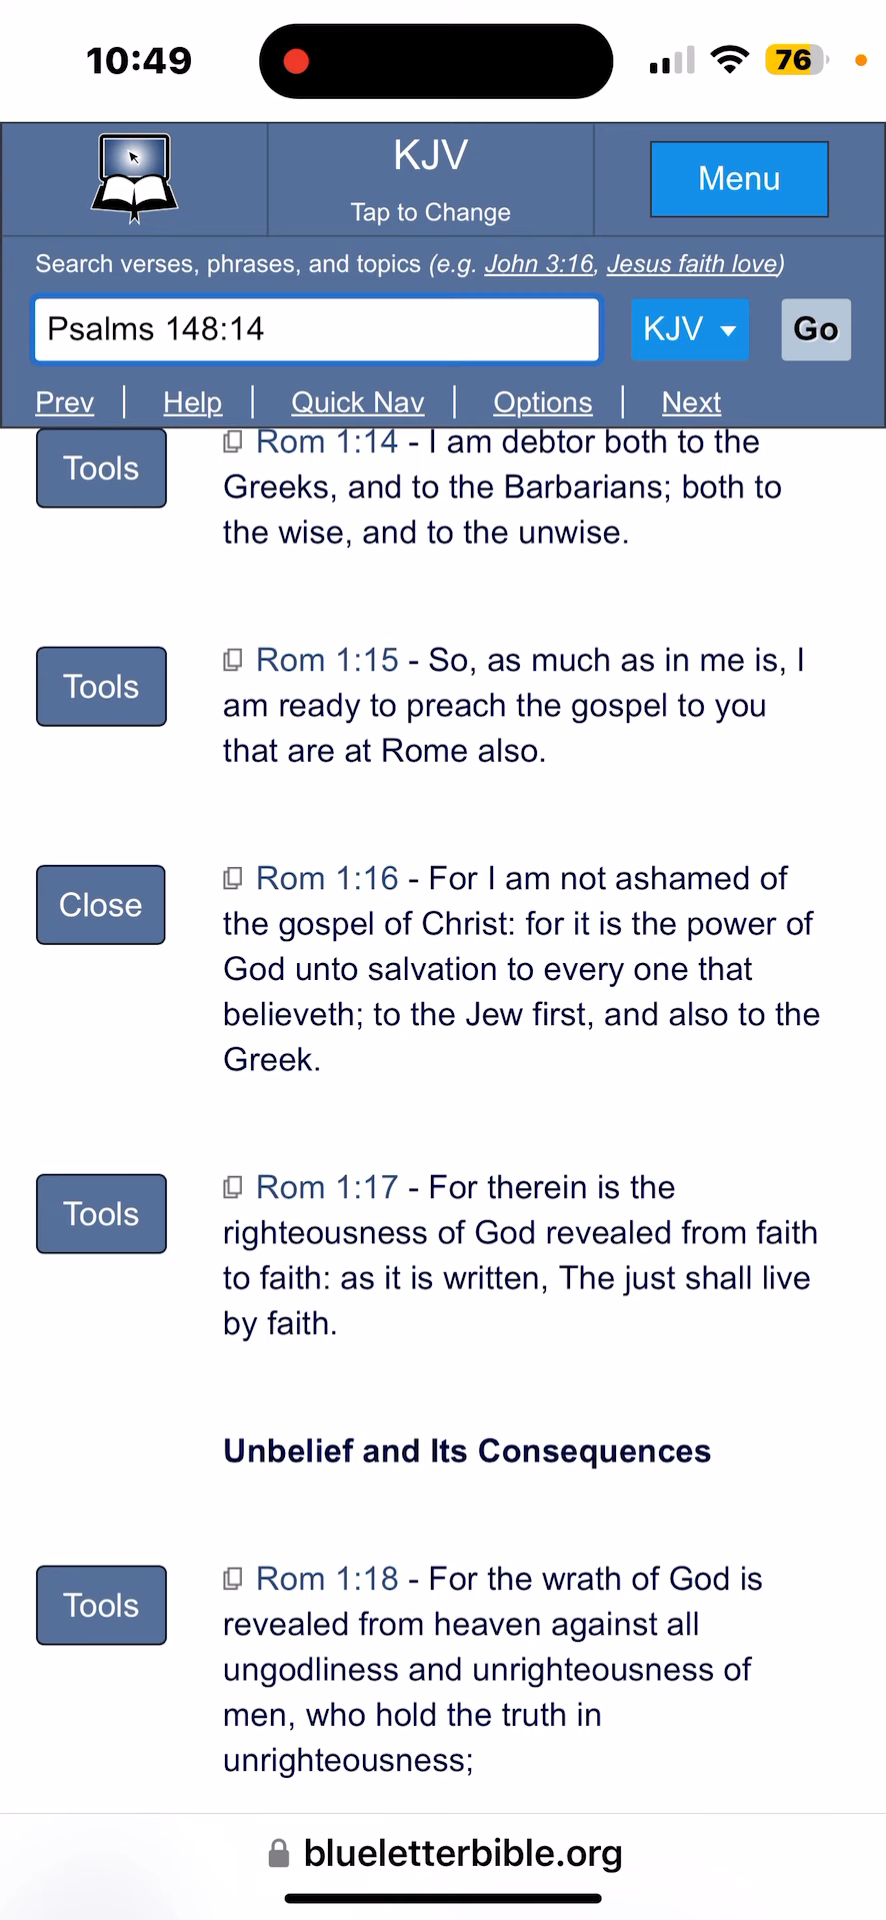 10:49
76
KJV
Tap to Change
Menu
Search verses, phrases, and topics (e.g. John 3:16, Jesus faith love)
Psalms 148:14
KJV
Go
Prev | Help | Quick Nav | Options | Next
Tools
Rom 1:14 - I am debtor both to the
Greeks, and to the Barbarians; both to
the wise, and to the unwise.
Tools
Rom 1:15 - So, as much as in me is, I
am ready to preach the gospel to you
that are at Rome also.
Close
Rom 1:16 - For I am not ashamed of
the gospel of Christ: for it is the power of
God unto salvation to every one that
believeth; to the Jew first, and also to the
Greek.
Tools
Rom 1:17 - For therein is the
righteousness of God revealed from faith
to faith: as it is written, The just shall live
by faith.
Unbelief and Its Consequences
Tools
Rom 1:18 - For the wrath of God is
revealed from heaven against all
ungodliness and unrighteousness of
men, who hold the truth in
unrighteousness;
blueletterbible.org